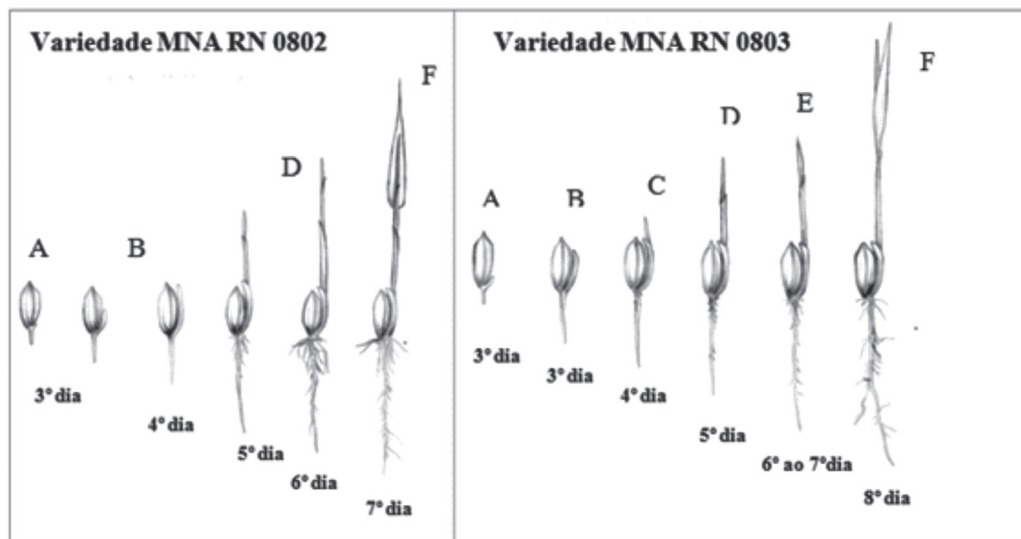 Variedade MNA RN 0802
A
B
D
F
3º dia
4º dia
5º dia
6º dia
7º dia
Variedade MNA RN 0803
A
B
C
D
E
F
3º dia
3º dia
4º dia
5º dia
6º ao 7º dia
8º dia